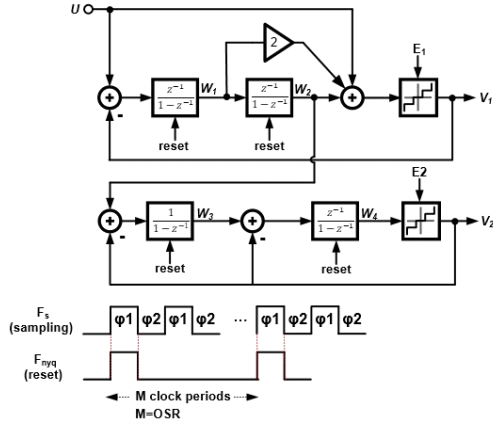 U
2
E1
z^-1
1-z^-1
W1
z^-1
1-z^-1
W2
V1
-
reset
reset
E2
1
1-z^-1
W3
z^-1
1-z^-1
W4
V2
-
-
reset
reset
Fs
(sampling)
φ1 φ2 φ1 φ2 ... φ1 φ2 φ1 φ2
Fnyq
(reset)
M clock periods
M=OSR